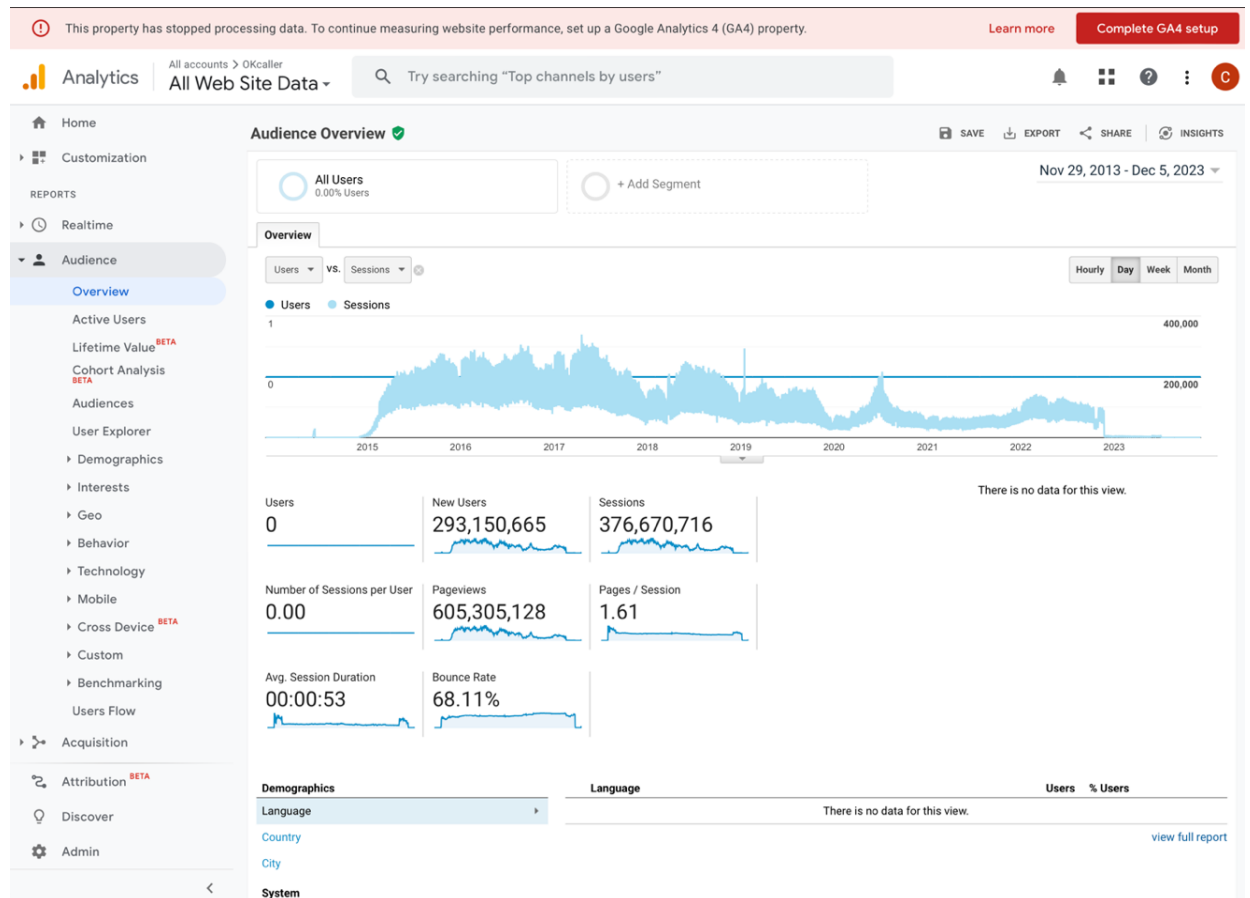 This property has stopped processing data. To continue measuring website performance, set up a Google Analytics 4 (GA4) property.
Learn more
Complete GA4 setup
Analytics
All accounts > OKcaller
All Web Site Data
Try searching "Top channels by users"
C
Home
Customization
REPORTS
Realtime
Audience
Overview
Active Users
Lifetime Value BETA
Cohort Analysis
BETA
Audiences
User Explorer
Demographics
Interests
Geo
Behavior
Technology
Mobile
Cross Device BETA
Custom
Benchmarking
Users Flow
Acquisition
Attribution BETA
Discover
Admin
Audience Overview
SAVE
EXPORT
SHARE
INSIGHTS
All Users
0.00% Users
+ Add Segment
Nov 29, 2013 - Dec 5, 2023
Overview
Users VS. Sessions
Hourly Day Week Month
Users Sessions
1 400,000
0 200,000
2015 2016 2017 2018 2019 2020 2021 2022 2023
There is no data for this view.
Users
0
New Users
293,150,665
Sessions
376,670,716
Number of Sessions per User
0.00
Pageviews
605,305,128
Pages / Session
1.61
Avg. Session Duration
00:00:53
Bounce Rate
68.11%
Demographics
Language
Country
City
System
Language Users % Users
There is no data for this view.
view full report